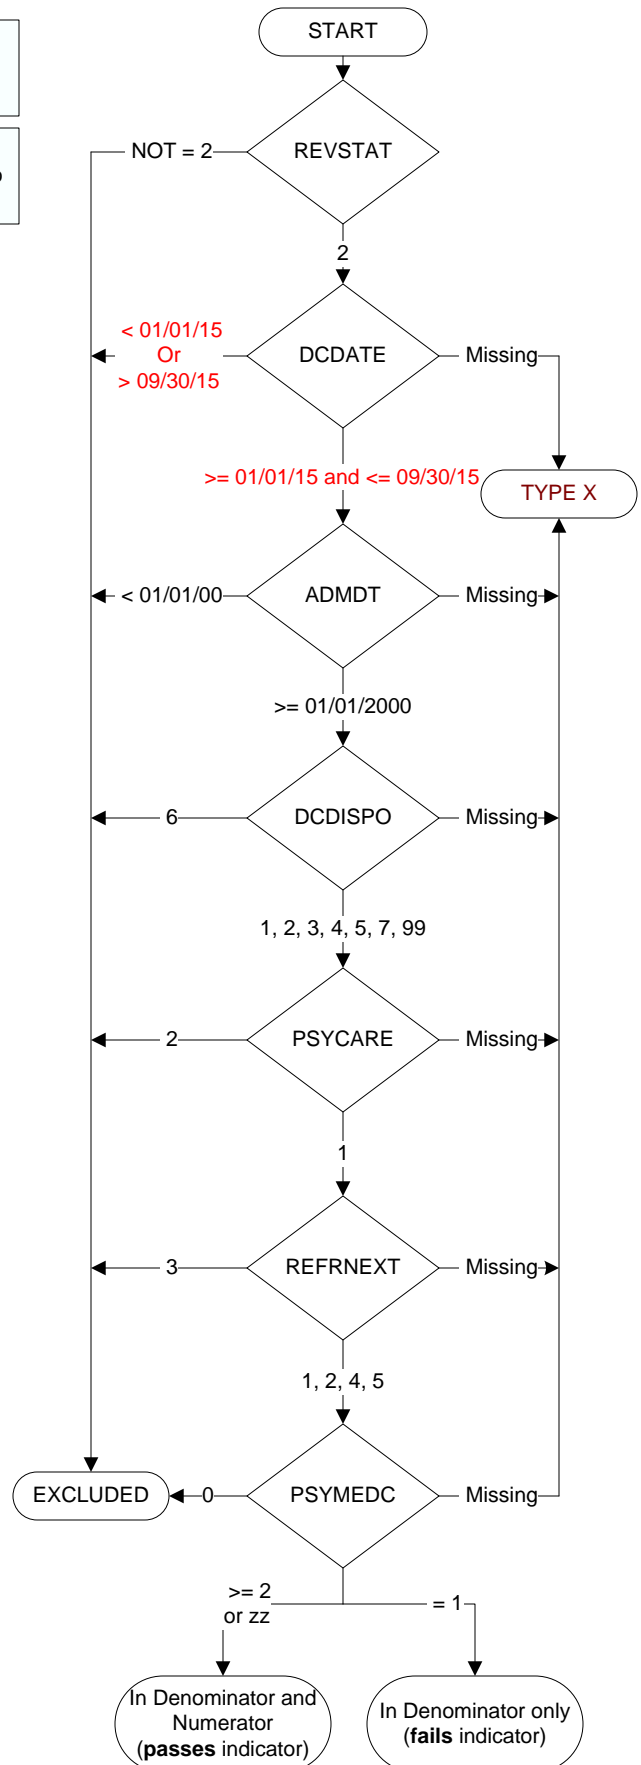 START
NOT = 2
REVSTAT
2
< 01/01/15
Or
> 09/30/15
DCDATE
Missing
>= 01/01/15 and <= 09/30/15
TYPE X
< 01/01/00
ADMDT
Missing
>= 01/01/2000
6
DCDISPO
Missing
1, 2, 3, 4, 5, 7, 99
2
PSYCARE
Missing
1
3
REFRNEXT
Missing
1, 2, 4, 5
EXCLUDED
0
PSYMEDC
Missing
>= 2
or zz
= 1
In Denominator and
Numerator
(passes indicator)
In Denominator only
(fails indicator)